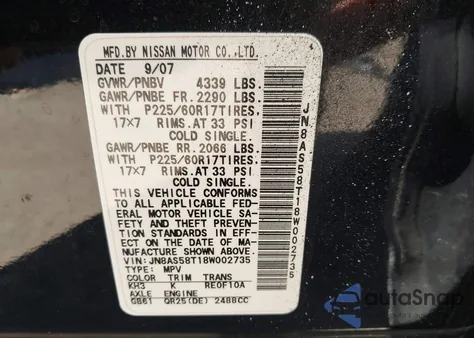 MFD.BY NISSAN MOTOR CO.,LTD.
DATE 9/07
GVWR/PNBV 4339 LBS.
GAWR/PNBE FR. 2290 LBS.
WITH P225/60R17TIRES,
17×7 RIMS.AT 33 PSI
COLD SINGLE.
GAWR/PNBE RR. 2066 LBS.
WITH P225/60R17TIRES,
17×7 RIMS.AT 33 PSI
COLD SINGLE.
THIS VEHICLE CONFORMS
TO ALL APPLICABLE FED-
ERAL MOTOR VEHICLE SA-
FETY AND THEFT PREVEN-
TION STANDARDS IN EFF-
ECT ON THE DATE OF MA-
NUFACTURE SHOWN ABOVE.
VIN:JN8AS58T18W002735
TYPE: MPV
COLOR TRIM TRANS
KH3 K RE0F10A
AXLE ENGINE
GB61 QR25(DE) 2488CC
JN8AS58T18W002735
autoSnap
www.autosnap.com